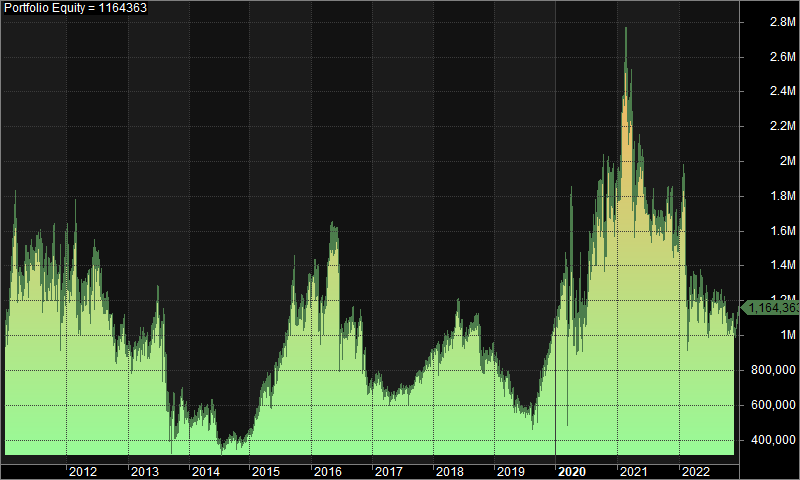 Portfolio Equity = 1164363
2.8M
2.6M
2.4M
2.2M
2M
1.8M
1.6M
1.4M
1.2M
1,164,363
1M
800,000
600,000
400,000
2012 2013 2014 2015 2016 2017 2018 2019 2020 2021 2022